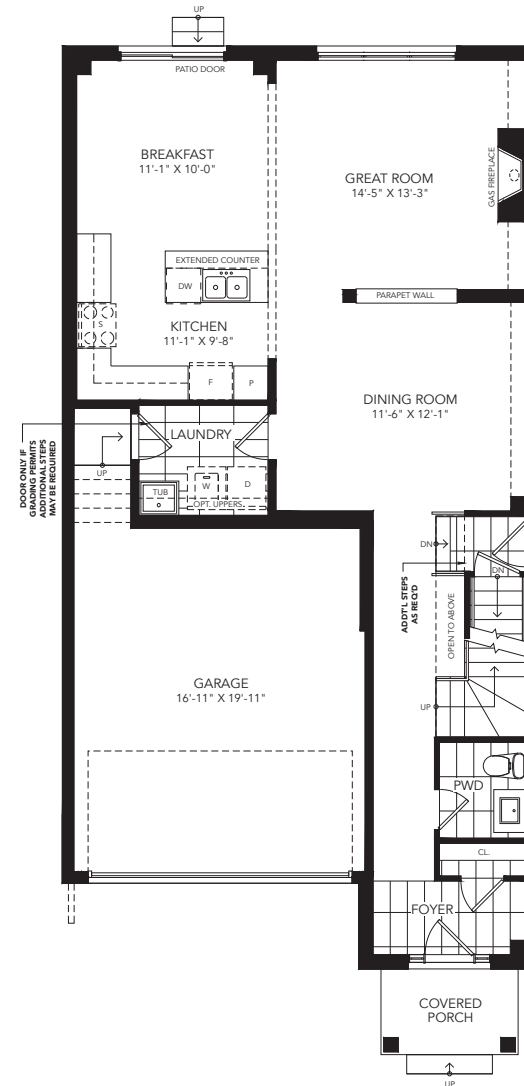 UP
PATIO DOOR
BREAKFAST
11'-1" X 10'-0"
GREAT ROOM
14'-5" X 13'-3"
GAS FIREPLACE
EXTENDED COUNTER
DW
PARAPET WALL
S
KITCHEN
11'-1" X 9'-8"
F
P
DINING ROOM
11'-6" X 12'-1"
LAUNDRY
UP
DOOR ONLY IF
GRADING PERMITS
ADDITIONAL STEPS
MAY BE REQUIRED
TUB
W
D
OPT. UPPERS
DN
DN
ADDT'L STEPS
AS REQ'D
OPEN TO ABOVE
UP
GARAGE
16'-11" X 19'-11"
PWD
CL.
FOYER
COVERED
PORCH
UP